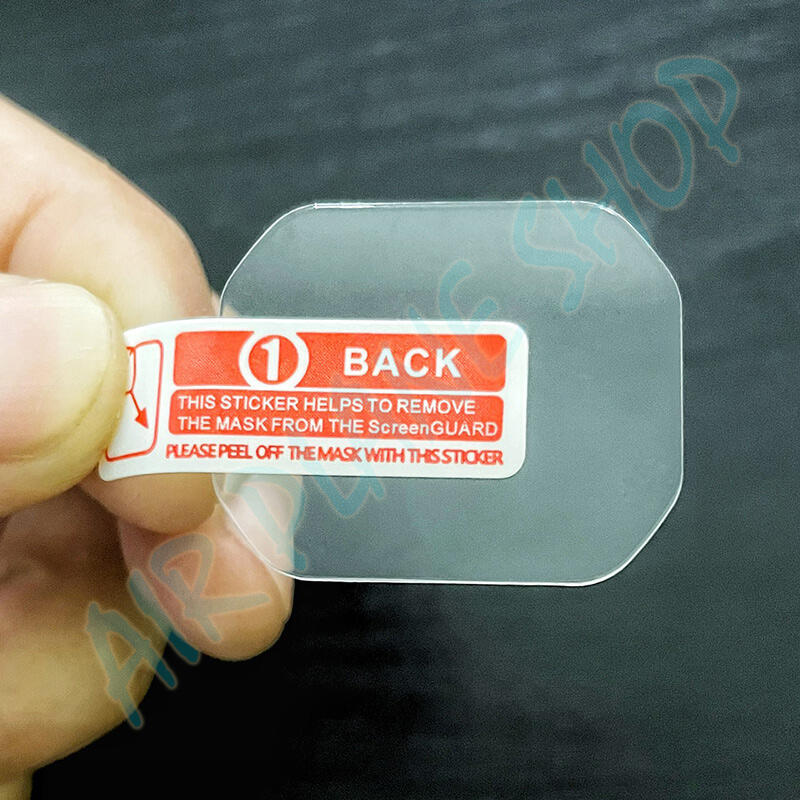 1 BACK
THIS STICKER HELPS TO REMOVE
THE MASK FROM THE ScreenGUARD
PLEASE PEEL OFF THE MASK WITH THIS STICKER
AIRPLANE SHOP